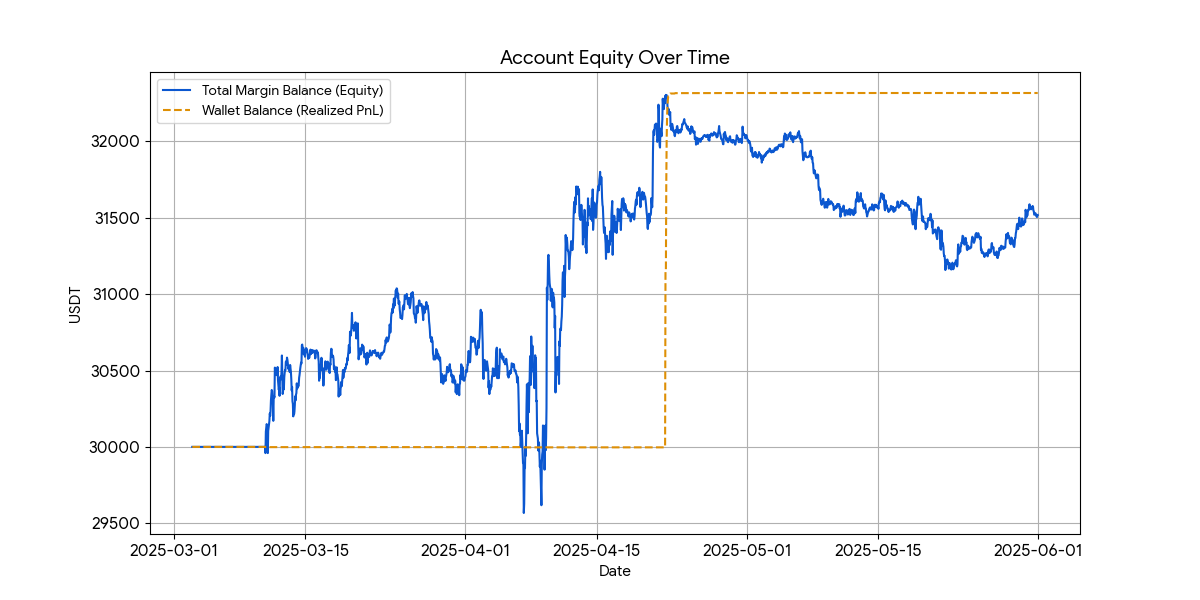 Account Equity Over Time
Total Margin Balance (Equity)
Wallet Balance (Realized PnL)
USDT
32000
31500
31000
30500
30000
29500
2025-03-01 2025-03-15 2025-04-01 2025-04-15 2025-05-01 2025-05-15 2025-06-01
Date